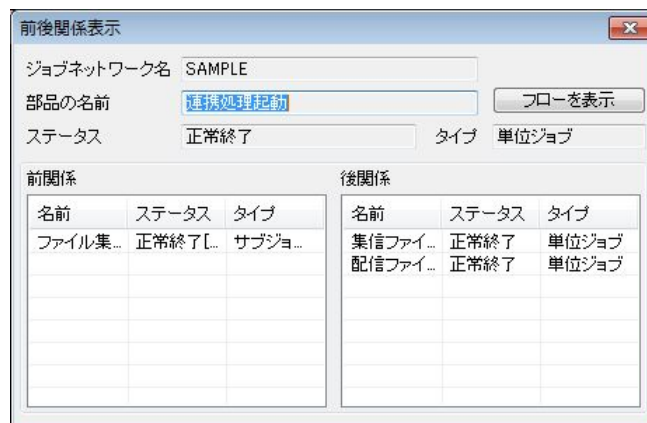 前後関係表示
ジョブネットワーク名 SAMPLE
部品の名前 連携処理起動 フローを表示
ステータス 正常終了 タイプ 単位ジョブ
前関係 後関係
名前 ステータス タイプ 名前 ステータス タイプ
ファイル集... 正常終了[... サブジョ... 集信ファイ... 正常終了 単位ジョブ
配信ファイ... 正常終了 単位ジョブ